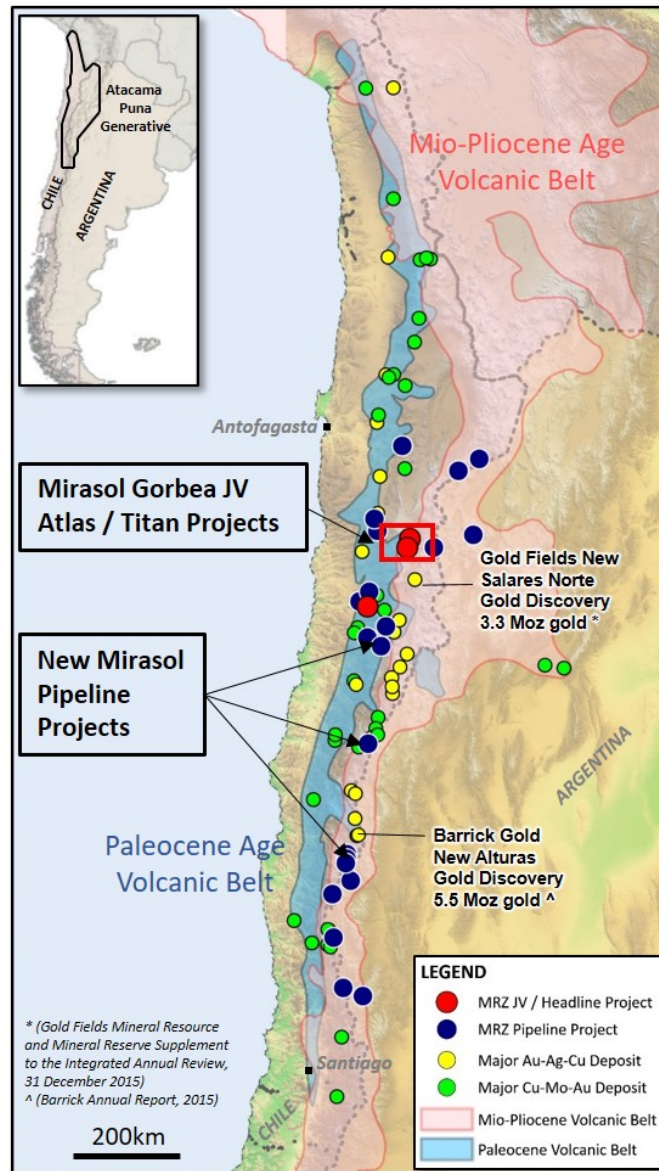 Atacama
Puna
Generative
CHILE
ARGENTINA
Mio-Pliocene Age
Volcanic Belt
Antofagasta
Mirasol Gorbea JV
Atlas / Titan Projects
Gold Fields New
Salares Norte
Gold Discovery
3.3 Moz gold *
New Mirasol
Pipeline
Projects
ARGENTINA
Paleocene Age
Volcanic Belt
Barrick Gold
New Alturas
Gold Discovery
5.5 Moz gold ^
* (Gold Fields Mineral Resource
and Mineral Reserve Supplement
to the Integrated Annual Review,
31 December 2015)
^ (Barrick Annual Report, 2015)
200km
Santiago
CHILE
LEGEND
MRZ JV / Headline Project
MRZ Pipeline Project
Major Au-Ag-Cu Deposit
Major Cu-Mo-Au Deposit
Mio-Pliocene Volcanic Belt
Paleocene Volcanic Belt